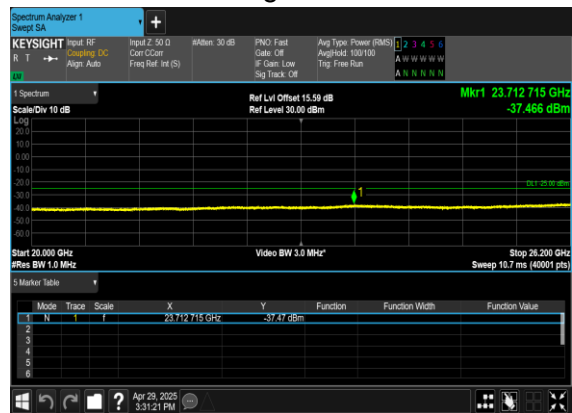 Spectrum Analyzer 1
Swept SA
KEYSIGHT Input: RF Input Z: 50 Ω #Atten: 30 dB PNO: Fast Avg Type: Power (RMS) 1 2 3 4 5 6
R T Coupling: DC Corr CCorr Gate: Off Avg|Hold: 100/100 A W W W W W
Align: Auto Freq Ref: Int (S) IF Gain: Low Trig: Free Run
Sig Track: Off A N N N N N
LW
1 Spectrum Ref Lvl Offset 15.59 dB Mkr1 23.712 715 GHz
Scale/Div 10 dB Ref Level 30.00 dBm -37.466 dBm
Log
20.0
10.0
0.00
-10.0
-20.0 DL1 -25.00 dBm
-30.0 1
-40.0
-50.0
-60.0
Start 20.000 GHz Video BW 3.0 MHz* Stop 26.200 GHz
#Res BW 1.0 MHz Sweep 10.7 ms (40001 pts)
5 Marker Table
Mode Trace Scale X Y Function Function Width Function Value
1 N 1 f 23.712 715 GHz -37.47 dBm
2
3
4
5
6
? Apr 29, 2025
3:31:21 PM